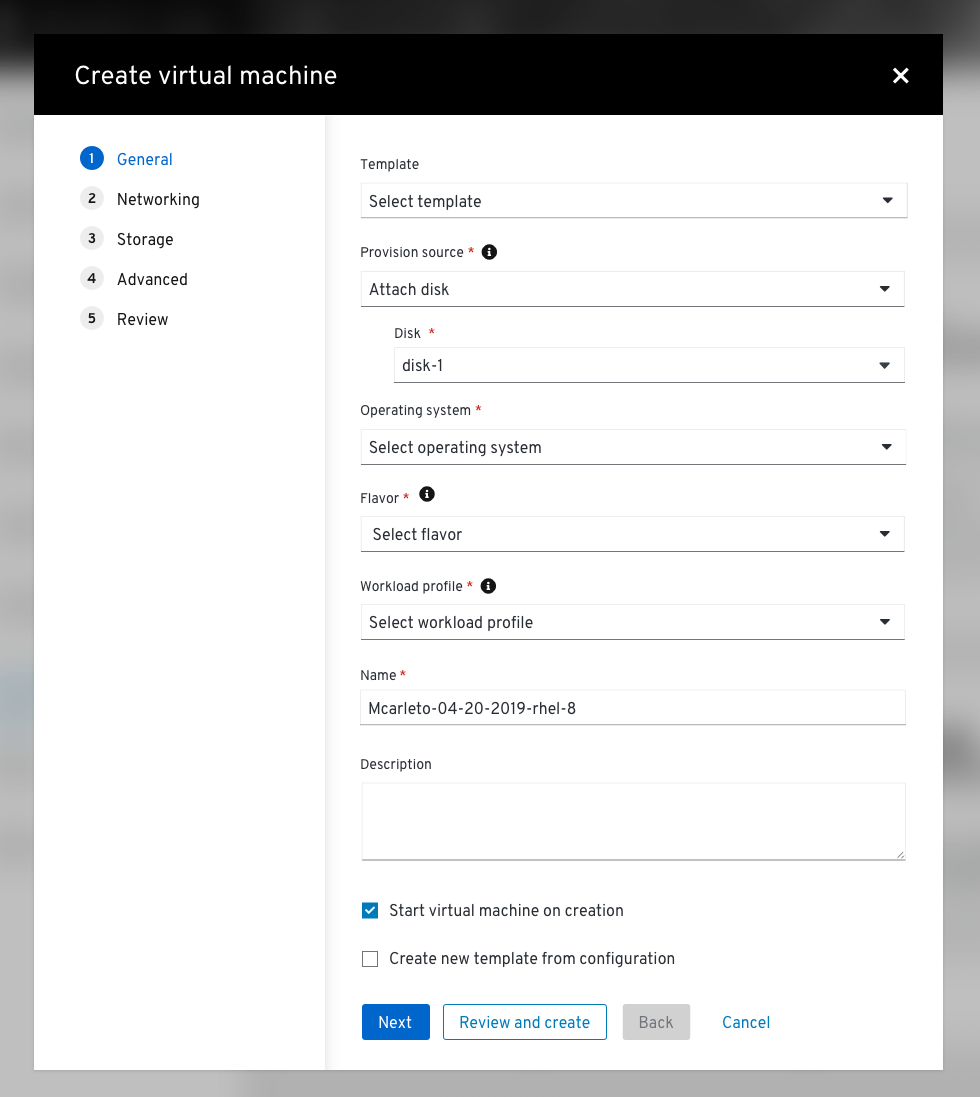 Create virtual machine
1 General
2 Networking
3 Storage
4 Advanced
5 Review
Template
Select template
Provision source *
Attach disk
Disk *
disk-1
Operating system *
Select operating system
Flavor *
Select flavor
Workload profile *
Select workload profile
Name *
Mcarleto-04-20-2019-rhel-8
Description
Start virtual machine on creation
Create new template from configuration
Next Review and create Back Cancel